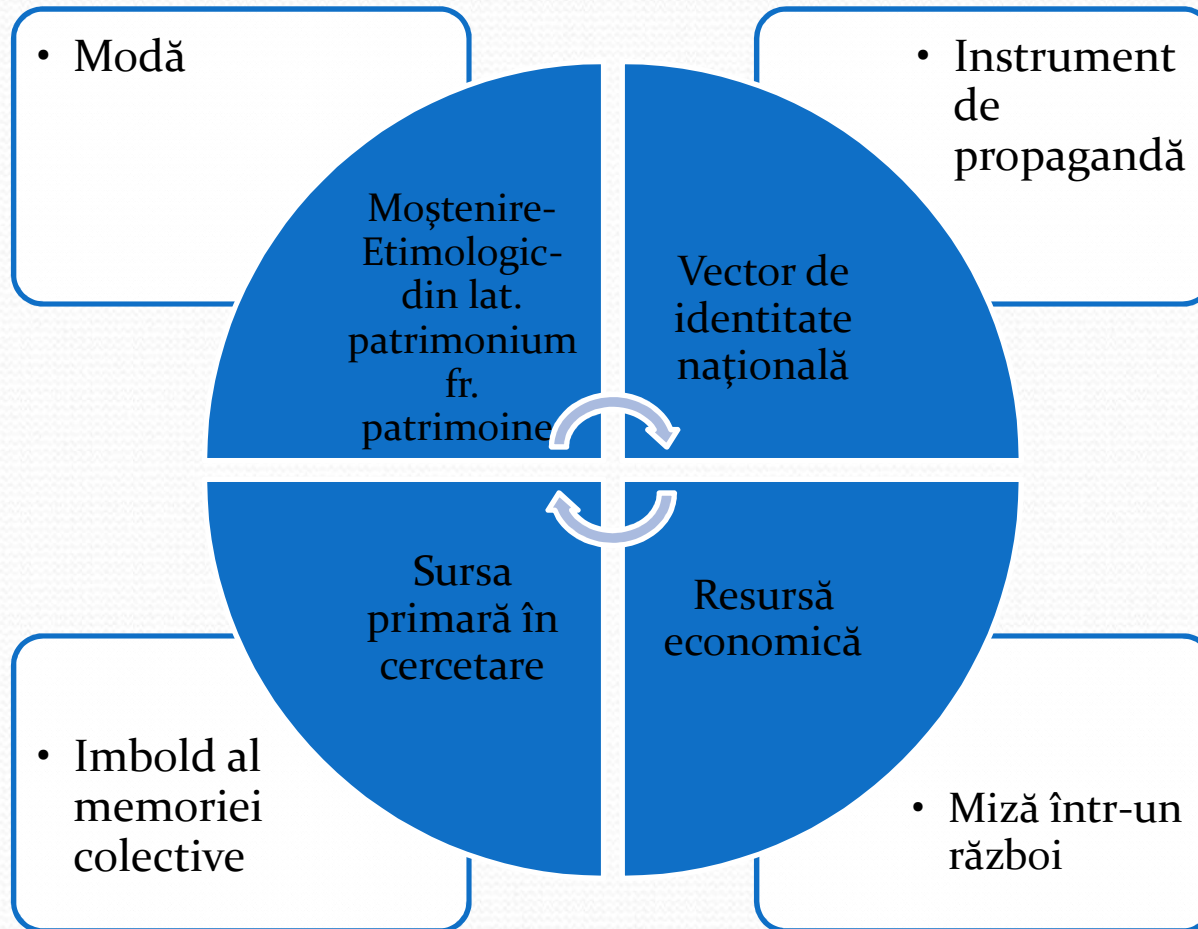 • Modă
• Instrument
de
propagandă
Moştenire-
Etimologic-
din lat.
patrimonium
fr.
patrimoine
Vector de
identitate
naţională
Sursa
primară în
cercetare
Resursă
economică
• Imbold al
memoriei
colective
• Miză într-un
război